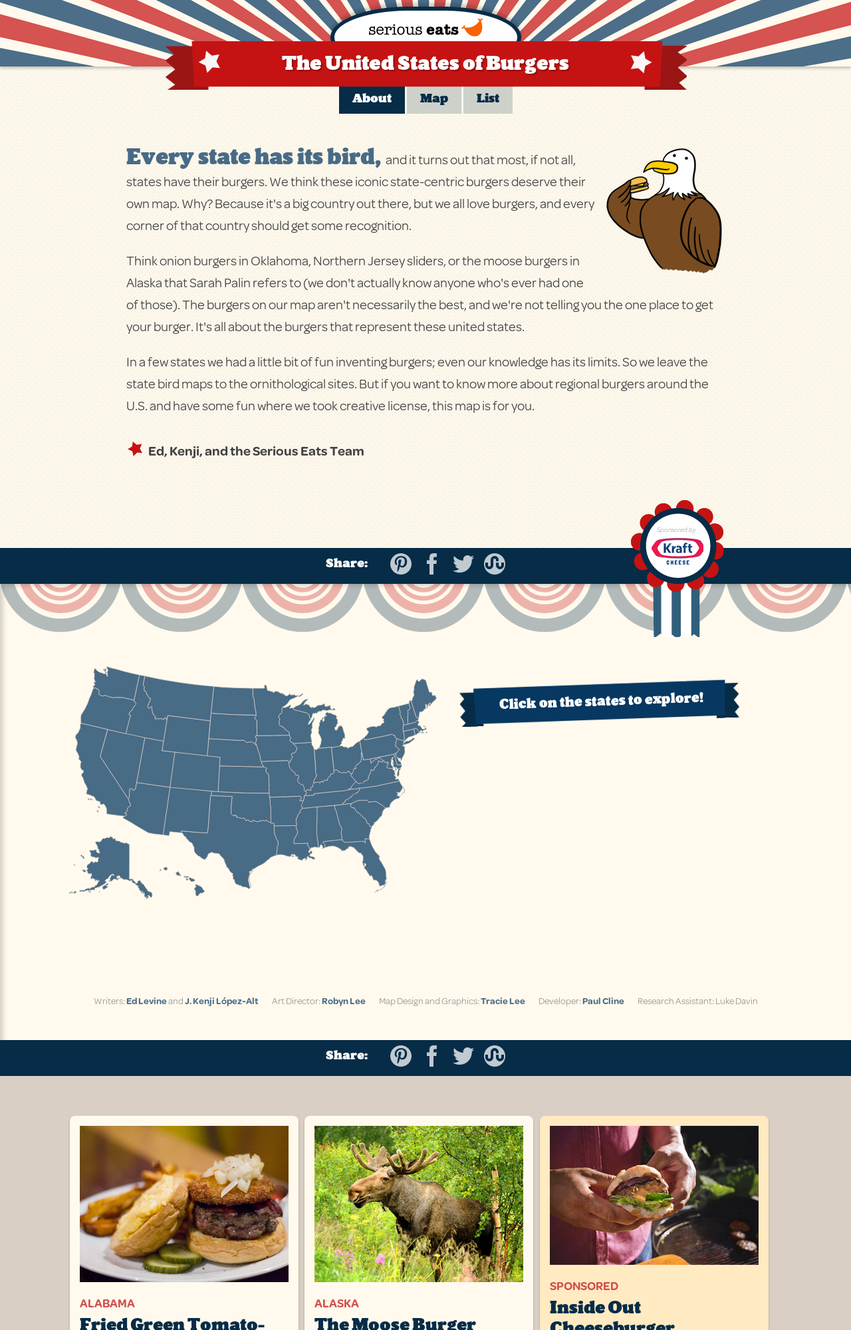 serious eats
The United States of Burgers
About
Map
List
Every state has its bird, and it turns out that most, if not all,
states have their burgers. We think these iconic state-centric burgers deserve their
own map. Why? Because it's a big country out there, but we all love burgers, and every
corner of that country should get some recognition.
Think onion burgers in Oklahoma, Northern Jersey sliders, or the moose burgers in
Alaska that Sarah Palin refers to (we don't actually know anyone who's ever had one
of those). The burgers on our map aren't necessarily the best, and we're not telling you the one place to get
your burger. It's all about the burgers that represent these united states.
In a few states we had a little bit of fun inventing burgers; even our knowledge has its limits. So we leave the
state bird maps to the ornithological sites. But if you want to know more about regional burgers around the
U.S. and have some fun where we took creative license, this map is for you.
Ed, Kenji, and the Serious Eats Team
Sponsored by
Kraft
CHEESE
Share:
Click on the states to explore!
Writers: Ed Levine and J. Kenji López-Alt Art Director: Robyn Lee Map Design and Graphics: Tracie Lee Developer: Paul Cline Research Assistant: Luke Davin
Share:
ALABAMA
Fried Green Tomato-
ALASKA
The Moose Burger
SPONSORED
Inside Out
Cheeseburger